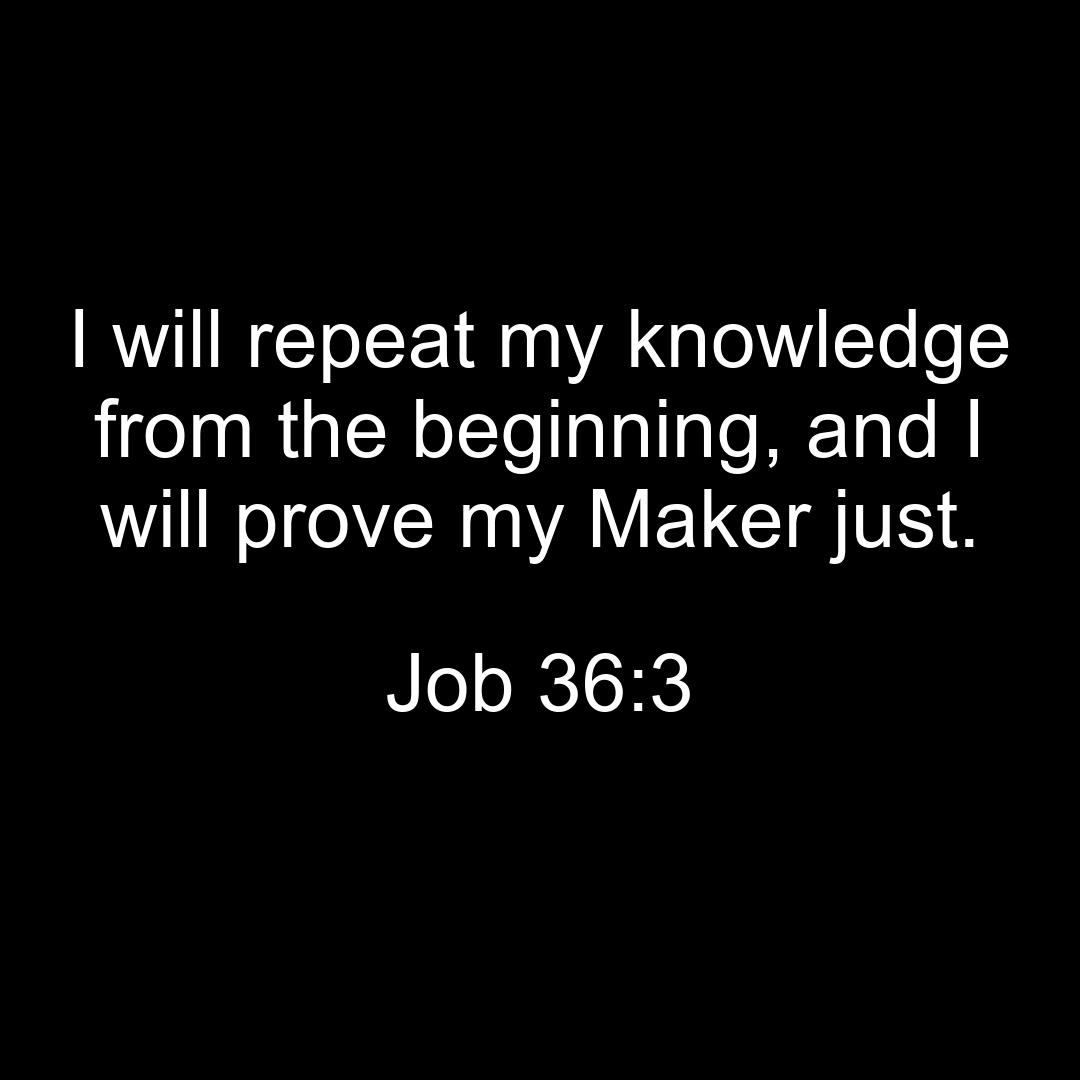 I will repeat my knowledge
from the beginning, and I
will prove my Maker just.
Job 36:3